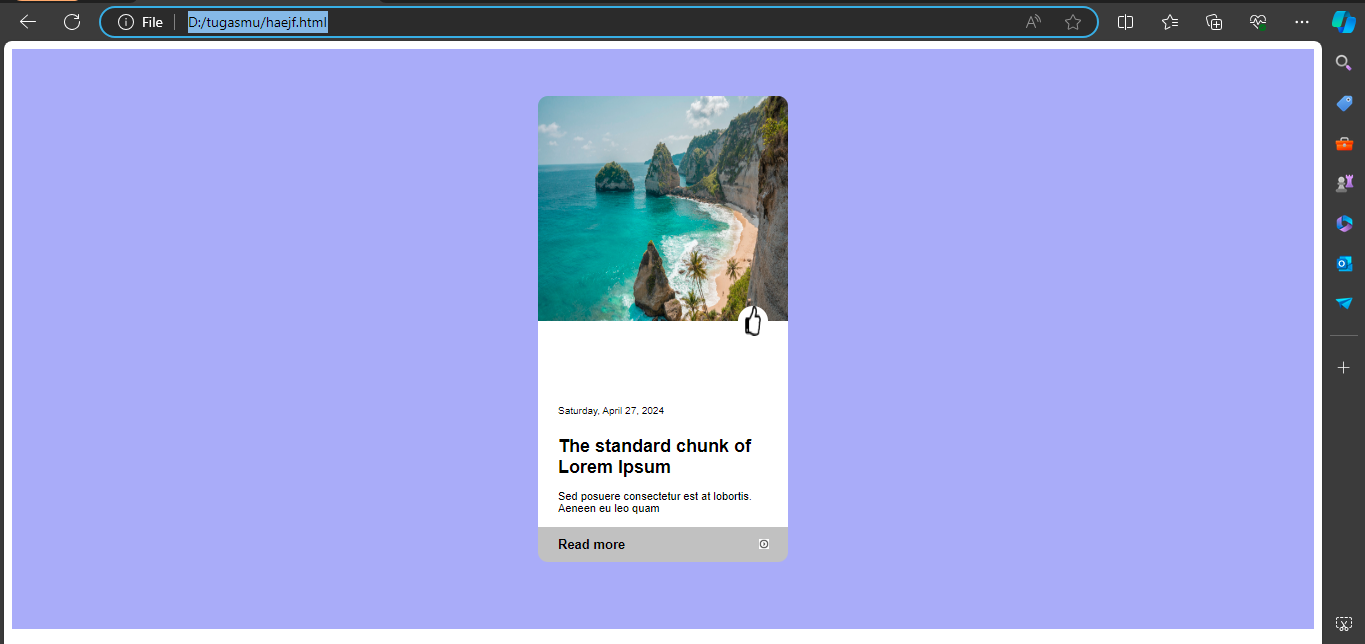 File
D:/tugasmu/haejf.html
Saturday, April 27, 2024
The standard chunk of
Lorem Ipsum
Sed posuere consectetur est at lobortis.
Aeneen eu leo quam
Read more